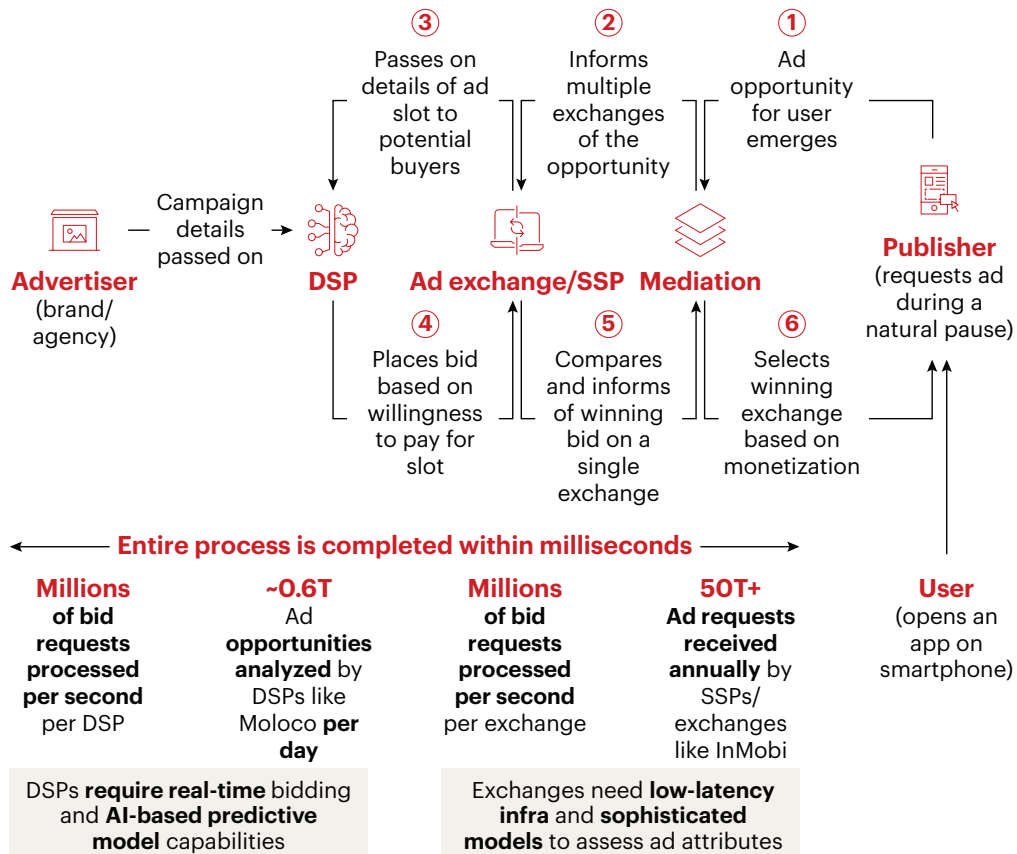 3
Passes on
details of ad
slot to
potential
buyers
2
Informs
multiple
exchanges
of the
opportunity
1
Ad
opportunity
for user
emerges
Campaign
details
passed on
Advertiser
(brand/
agency)
DSP
Ad exchange/SSP
Mediation
Publisher
(requests ad
during a
natural pause)
4
Places bid
based on
willingness
to pay for
slot
5
Compares
and informs
of winning
bid on a
single
exchange
6
Selects
winning
exchange
based on
monetization
Entire process is completed within milliseconds
Millions
of bid
requests
processed
per second
per DSP
~0.6T
Ad
opportunities
analyzed by
DSPs like
Moloco per
day
Millions
of bid
requests
processed
per second
per exchange
50T+
Ad requests
received
annually by
SSPs/
exchanges
like InMobi
User
(opens an
app on
smartphone)
DSPs require real-time bidding
and AI-based predictive
model capabilities
Exchanges need low-latency
infra and sophisticated
models to assess ad attributes